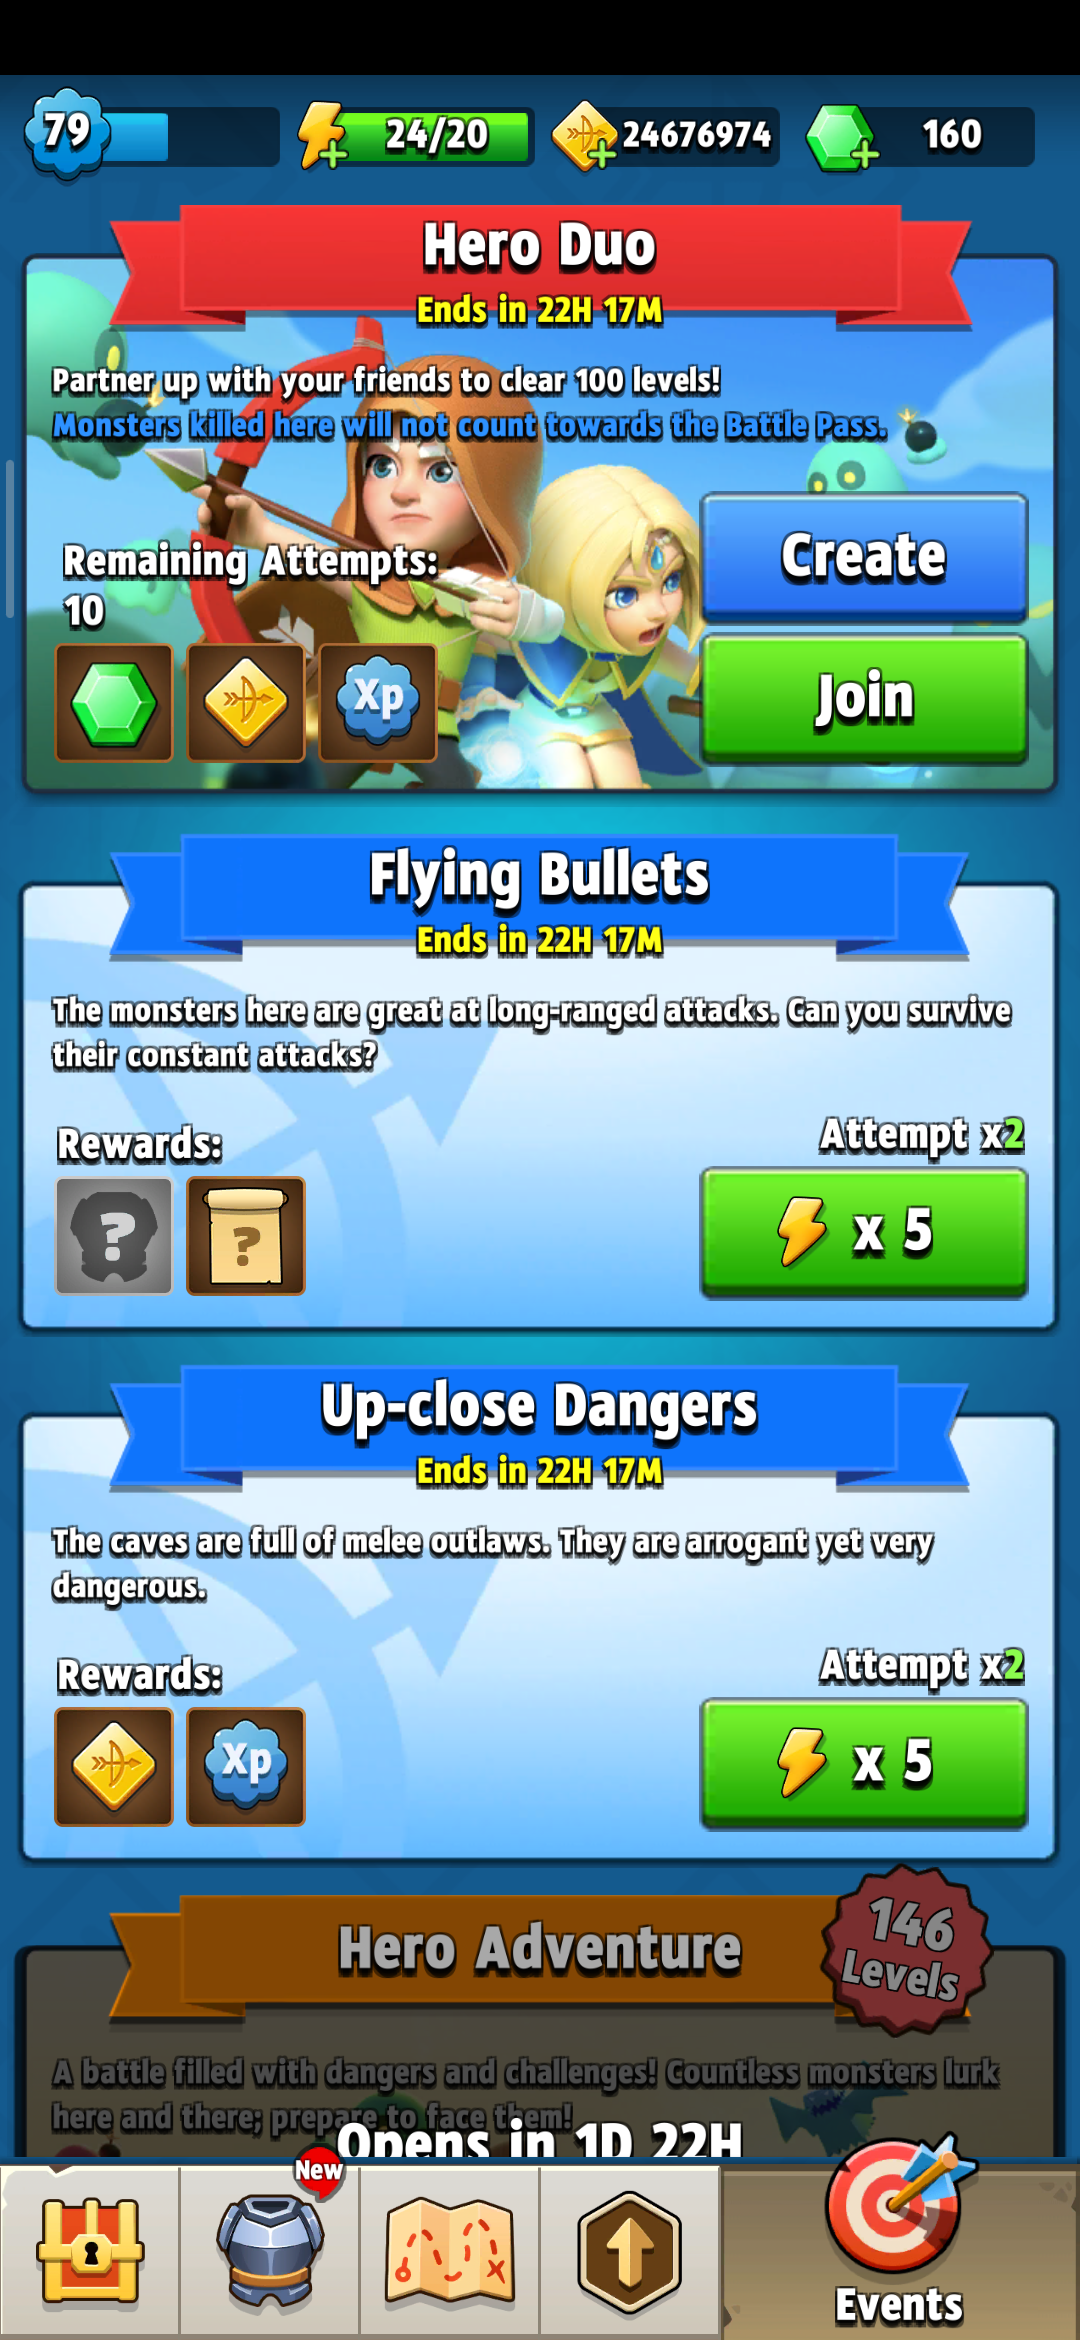 79
24/20
24676974
160
Hero Duo
Ends in 22H 17M
Partner up with your friends to clear 100 levels!
Monsters killed here will not count towards the Battle Pass.
Remaining Attempts:
10
Create
Join
Xp
Flying Bullets
Ends in 22H 17M
The monsters here are great at long-ranged attacks. Can you survive
their constant attacks?
Rewards:
Attempt x2
? ?
x 5
Up-close Dangers
Ends in 22H 17M
The caves are full of melee outlaws. They are arrogant yet very
dangerous.
Rewards:
Attempt x2
Xp
x 5
Hero Adventure
146
Levels
A battle filled with dangers and challenges! Countless monsters lurk
here and there; prepare to face them!
Opens in 1D 22H
New
Events